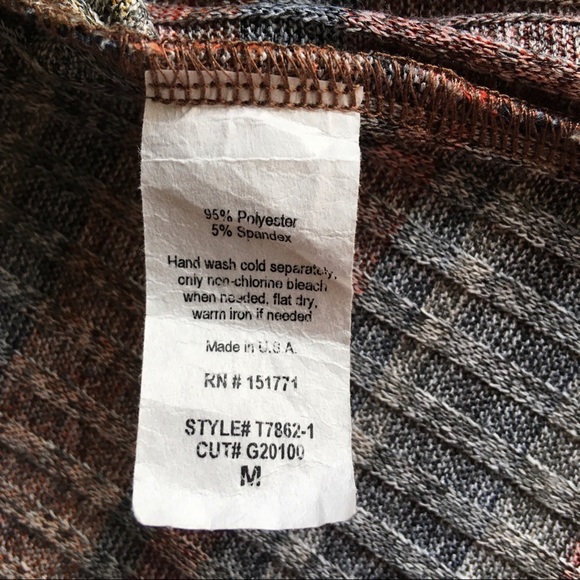 95% Polyester
5% Spandex
Hand wash cold separately,
only non-chlorine bleach
when needed, flat dry,
warm iron if needed
Made in U.S.A.
RN # 151771
STYLE# T7862-1
CUT# G20100
M